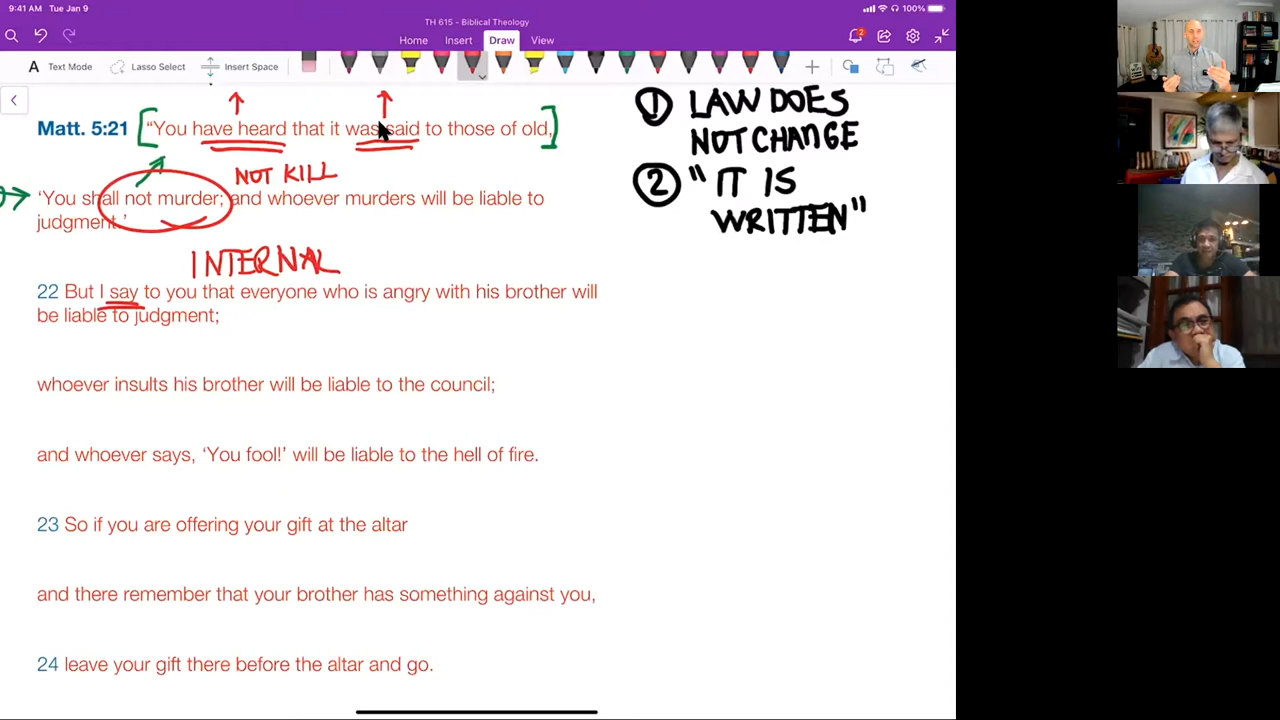 9:41 AM Tue Jan 9
100%
TH 615 - Biblical Theology
Home Insert Draw View
2
A Text Mode Lasso Select Insert Space
Matt. 5:21 [“You have heard that it was said to those of old,]
NOT KILL
‘You shall not murder; and whoever murders will be liable to
judgment.’
INTERNAL
22 But I say to you that everyone who is angry with his brother will
be liable to judgment;
whoever insults his brother will be liable to the council;
and whoever says, ‘You fool!’ will be liable to the hell of fire.
23 So if you are offering your gift at the altar
and there remember that your brother has something against you,
24 leave your gift there before the altar and go.
① LAW DOES
NOT CHANGE
② "IT IS
WRITTEN"